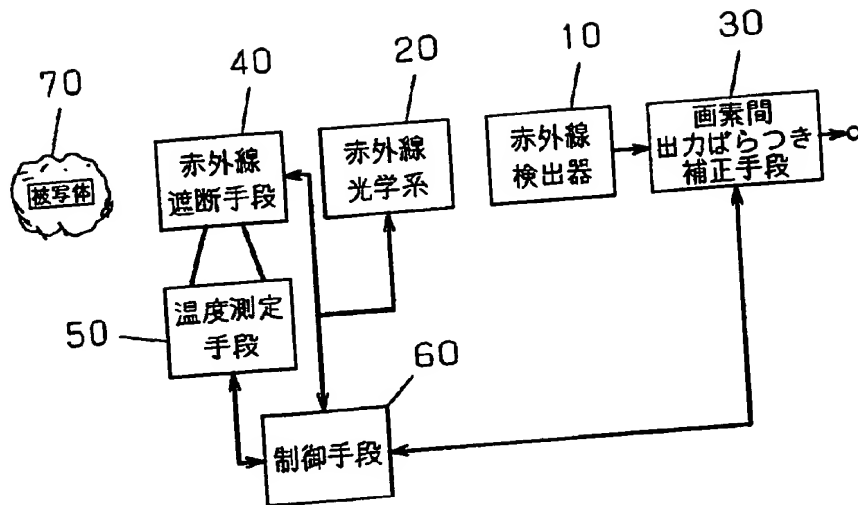 70
40
20
10
30
被写体
赤外線
遮断手段
赤外線
光学系
赤外線
検出器
画素間
出力ばらつき
補正手段
50
温度測定
手段
60
制御手段